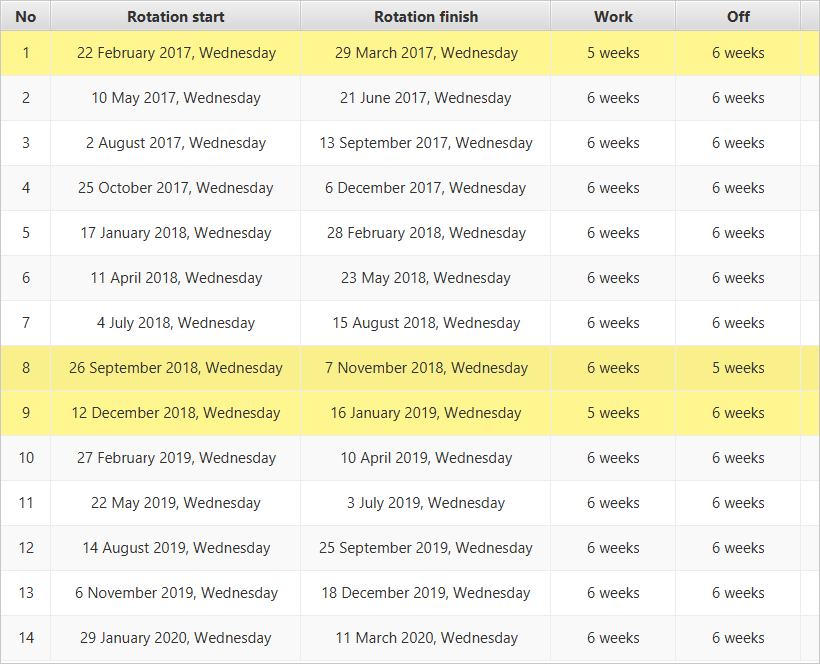 No Rotation start Rotation finish Work Off
1 22 February 2017, Wednesday 29 March 2017, Wednesday 5 weeks 6 weeks
2 10 May 2017, Wednesday 21 June 2017, Wednesday 6 weeks 6 weeks
3 2 August 2017, Wednesday 13 September 2017, Wednesday 6 weeks 6 weeks
4 25 October 2017, Wednesday 6 December 2017, Wednesday 6 weeks 6 weeks
5 17 January 2018, Wednesday 28 February 2018, Wednesday 6 weeks 6 weeks
6 11 April 2018, Wednesday 23 May 2018, Wednesday 6 weeks 6 weeks
7 4 July 2018, Wednesday 15 August 2018, Wednesday 6 weeks 6 weeks
8 26 September 2018, Wednesday 7 November 2018, Wednesday 6 weeks 5 weeks
9 12 December 2018, Wednesday 16 January 2019, Wednesday 5 weeks 6 weeks
10 27 February 2019, Wednesday 10 April 2019, Wednesday 6 weeks 6 weeks
11 22 May 2019, Wednesday 3 July 2019, Wednesday 6 weeks 6 weeks
12 14 August 2019, Wednesday 25 September 2019, Wednesday 6 weeks 6 weeks
13 6 November 2019, Wednesday 18 December 2019, Wednesday 6 weeks 6 weeks
14 29 January 2020, Wednesday 11 March 2020, Wednesday 6 weeks 6 weeks